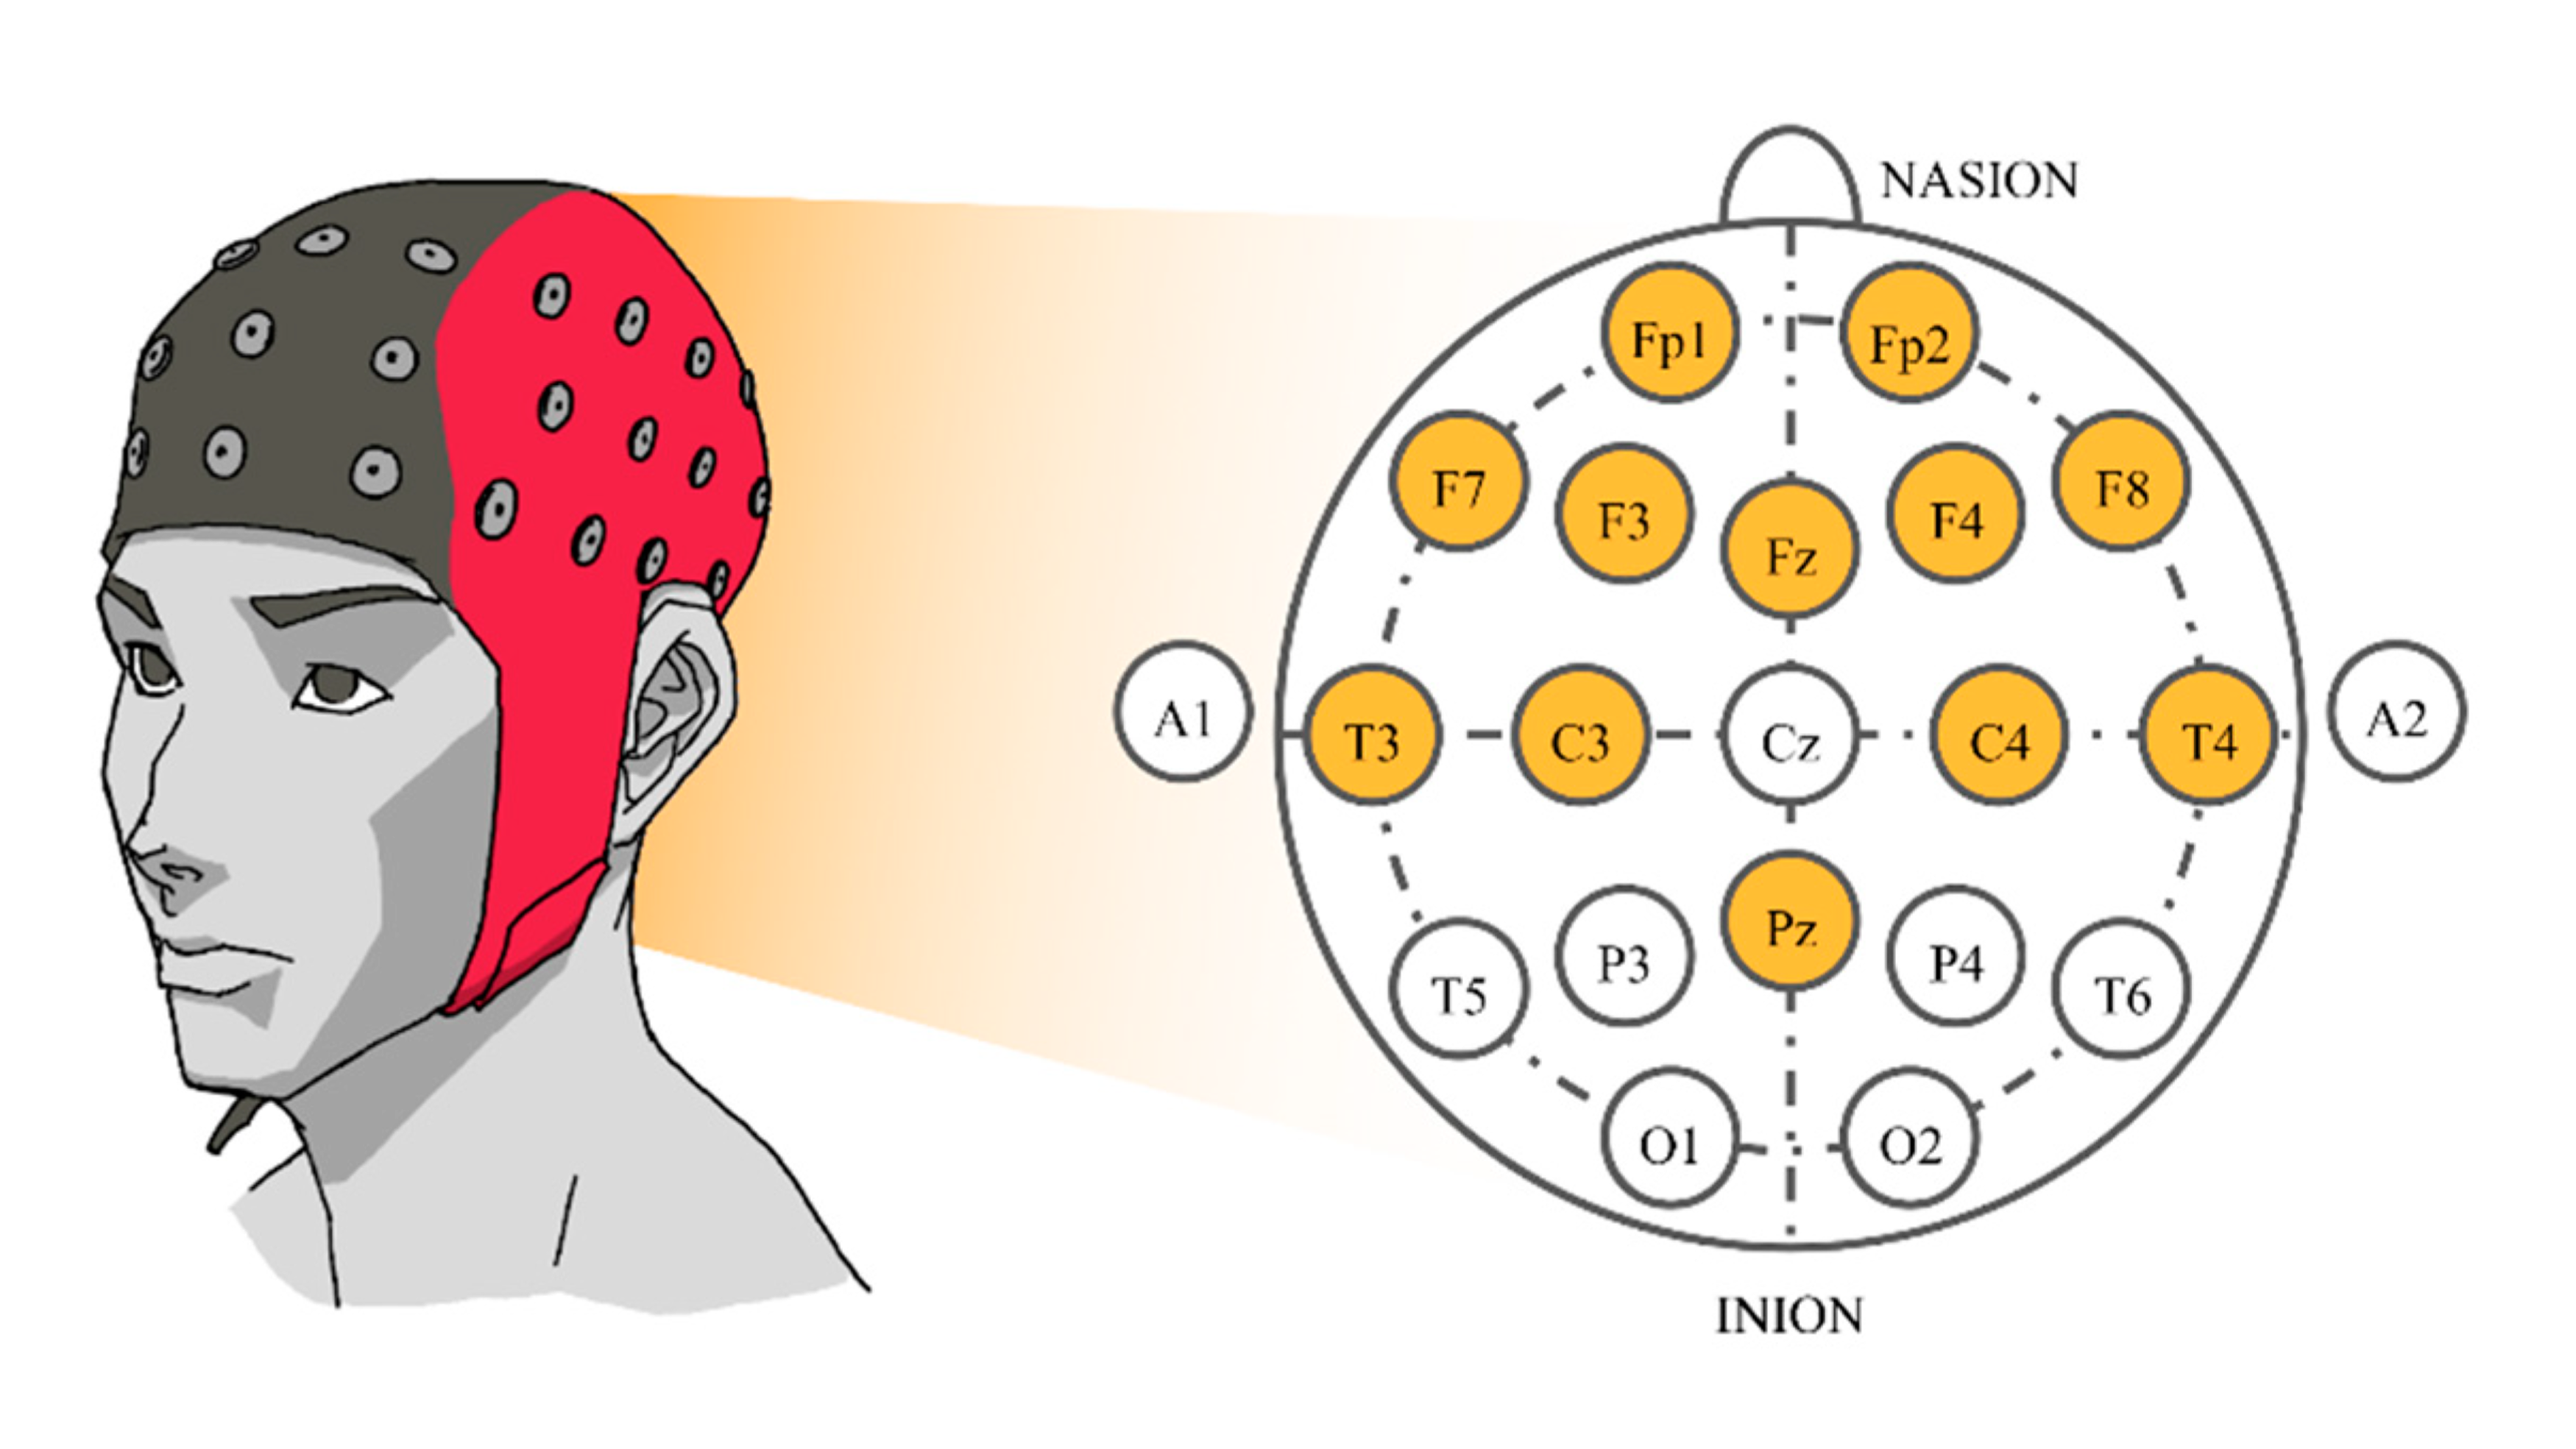 NASION
Fp1 Fp2
F7 F3 Fz F4 F8
A1 T3 C3 Cz C4 T4 A2
T5 P3 Pz P4 T6
O1 O2
INION